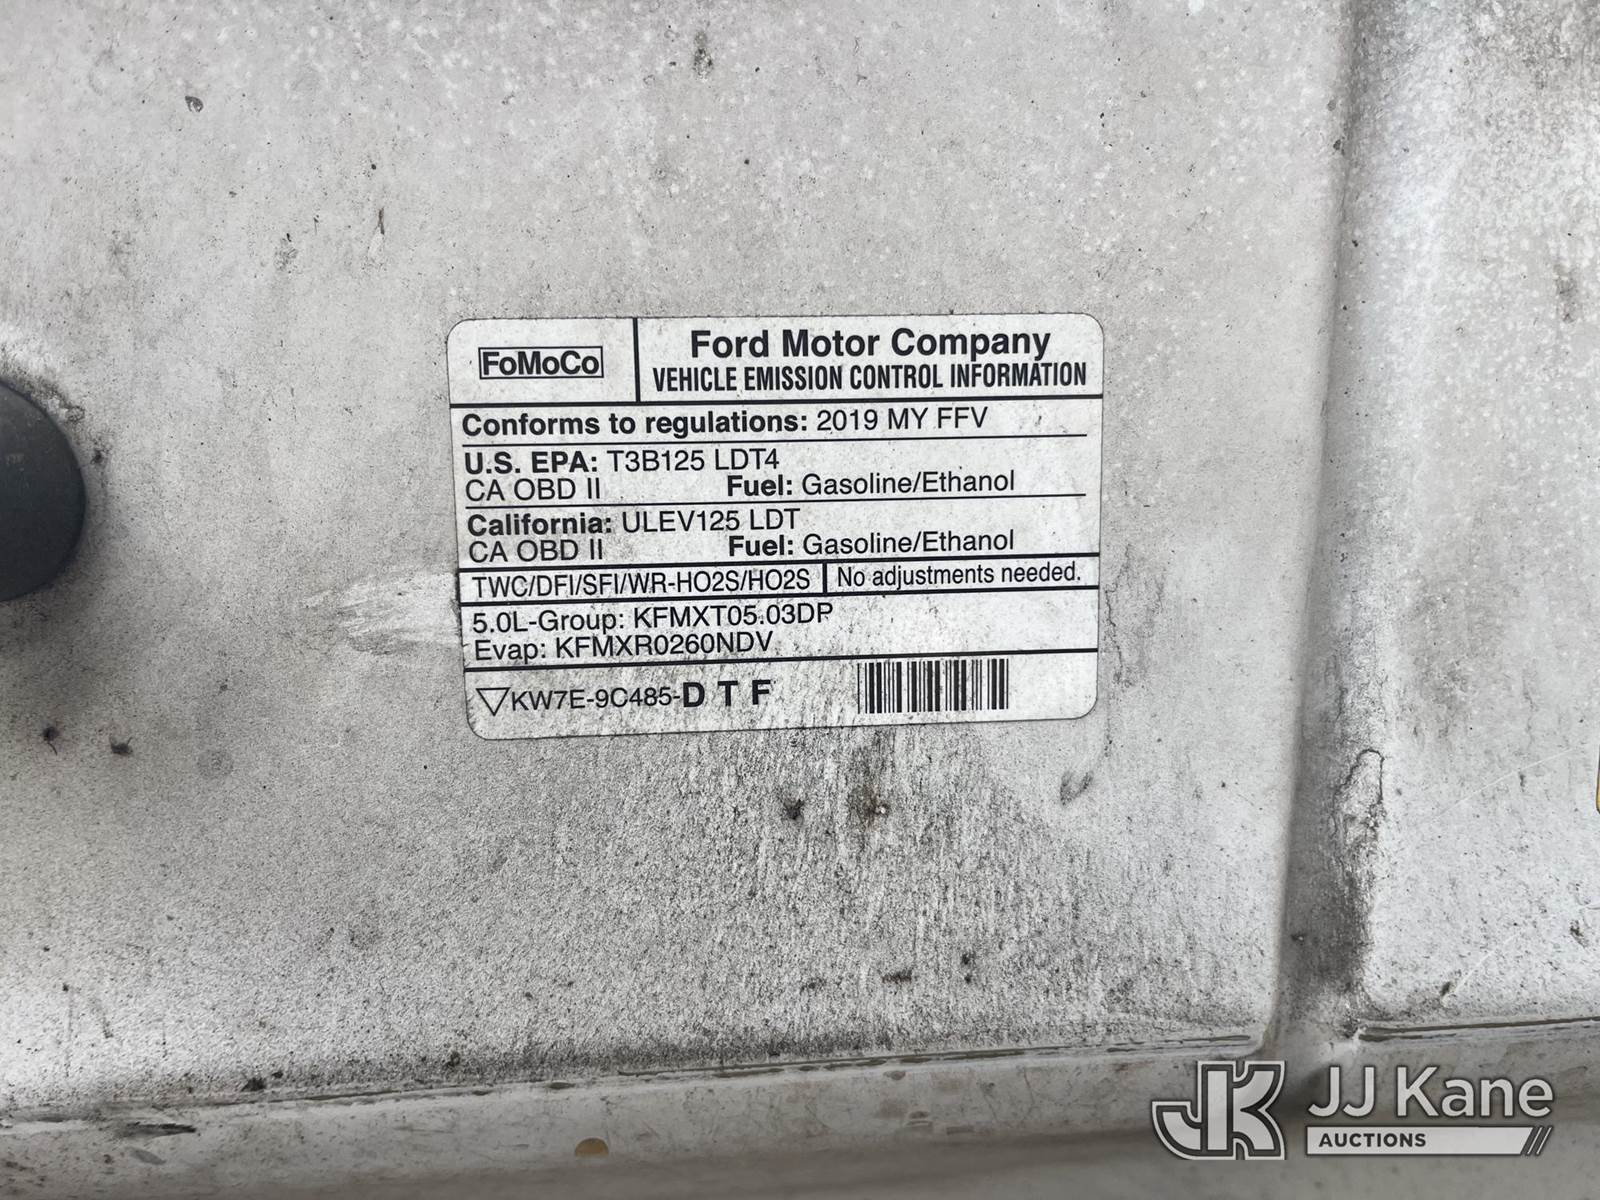 FoMoCo
Ford Motor Company
VEHICLE EMISSION CONTROL INFORMATION
Conforms to regulations: 2019 MY FFV
U.S. EPA: T3B125 LDT4
CA OBD II Fuel: Gasoline/Ethanol
California: ULEV125 LDT
CA OBD II Fuel: Gasoline/Ethanol
TWC/DFI/SFI/WR-HO2S/HO2S No adjustments needed.
5.0L-Group: KFMXT05.03DP
Evap: KFMXR0260NDV
KW7E-9C485-D T F
JK JJ Kane
AUCTIONS